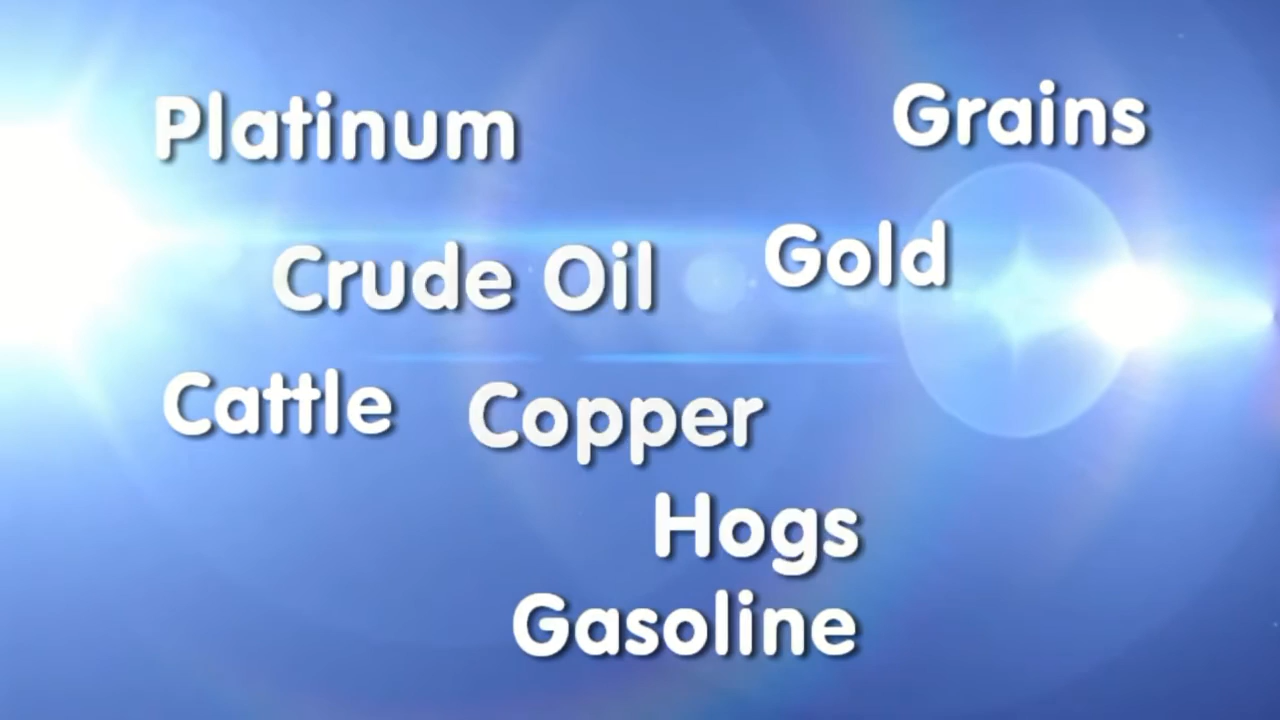 Platinum
Grains
Crude Oil
Gold
Cattle
Copper
Hogs
Gasoline